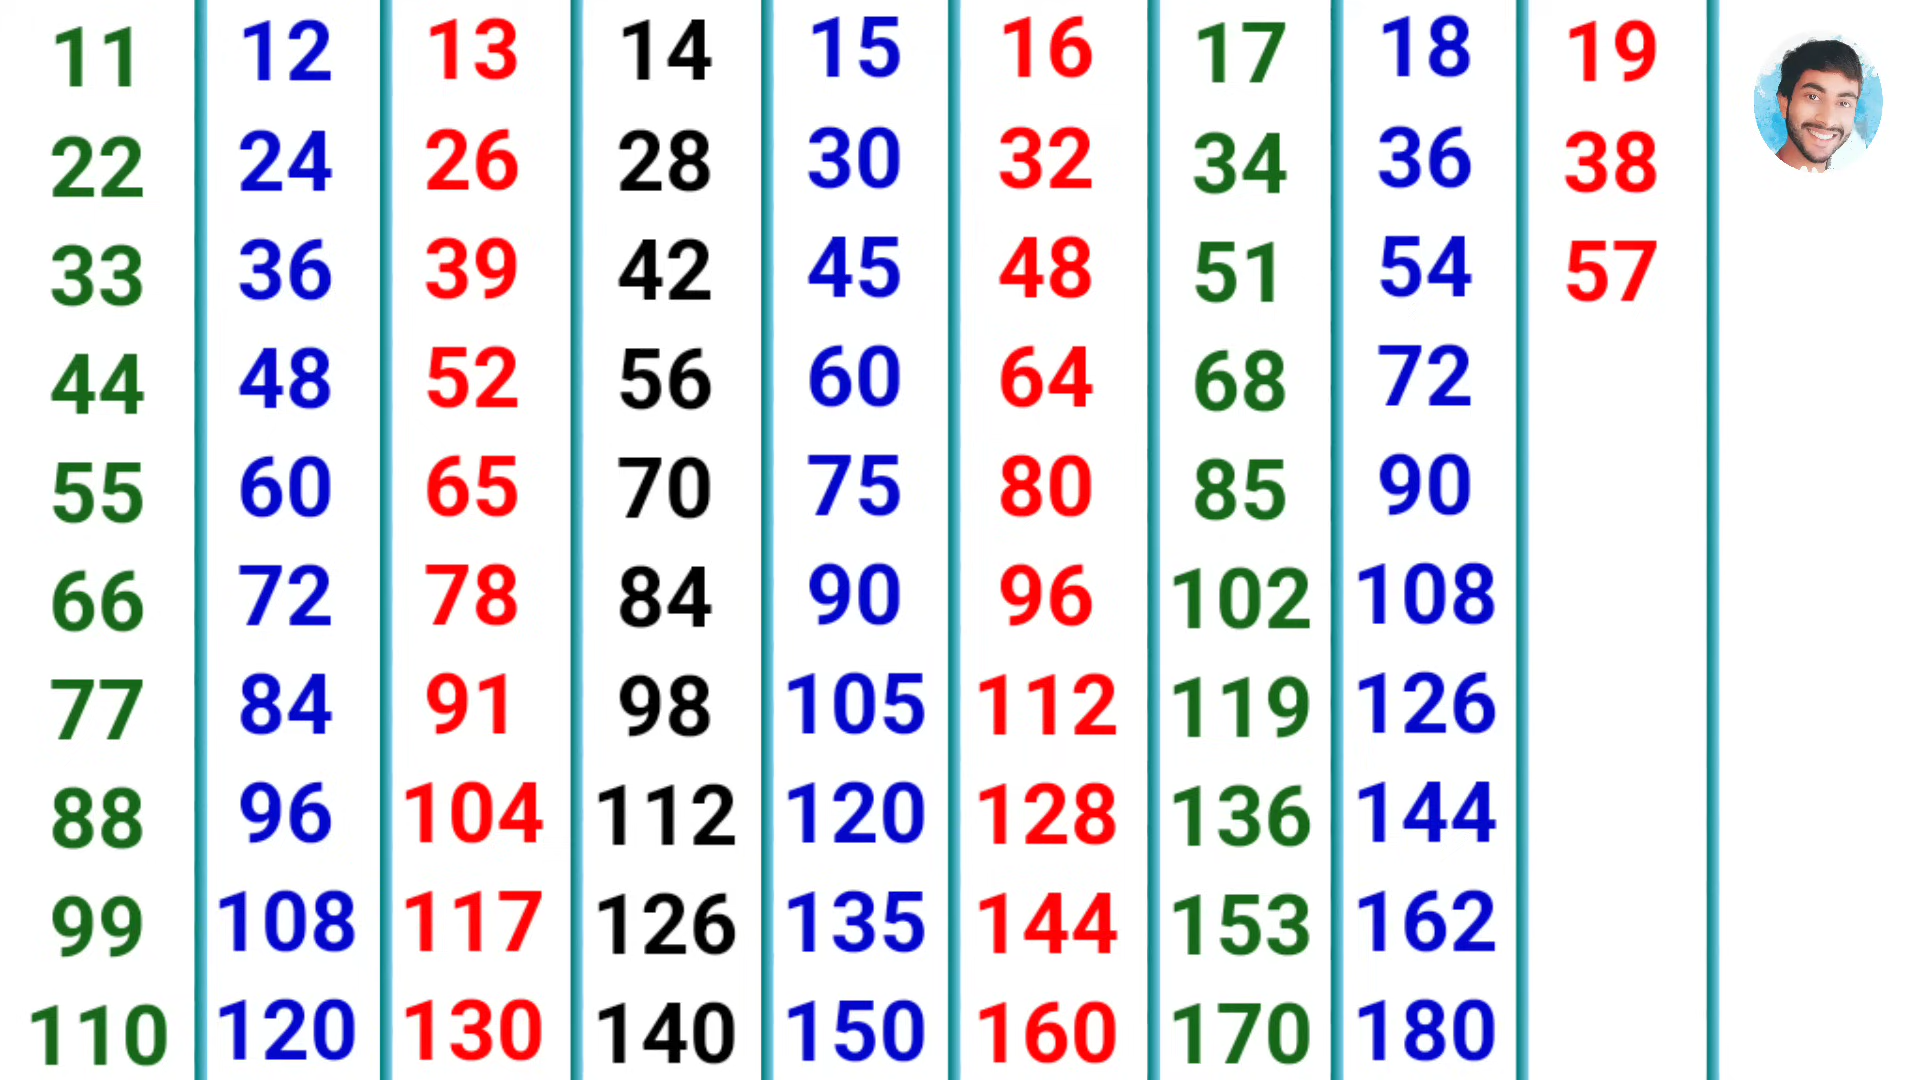 11 12 13 14 15 16 17 18 19
22 24 26 28 30 32 34 36 38
33 36 39 42 45 48 51 54 57
44 48 52 56 60 64 68 72
55 60 65 70 75 80 85 90
66 72 78 84 90 96 102 108
77 84 91 98 105 112 119 126
88 96 104 112 120 128 136 144
99 108 117 126 135 144 153 162
110 120 130 140 150 160 170 180